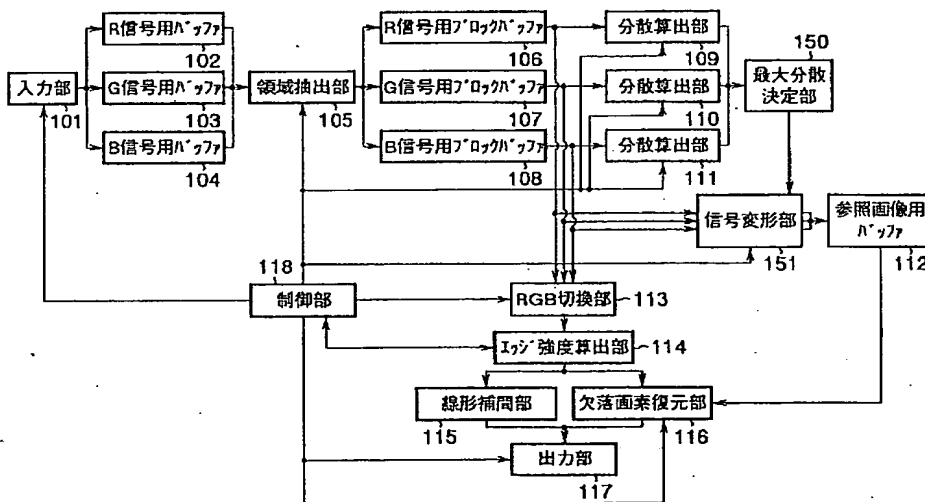 R信号用バッファ
102
R信号用ブロックバッファ
106
分散算出部
109
150
入力部
101
G信号用バッファ
103
領域抽出部
105
G信号用ブロックバッファ
107
分散算出部
110
最大分散
決定部
B信号用バッファ
104
B信号用ブロックバッファ
108
分散算出部
111
信号変形部
151
参照画像用
バッファ
112
118
制御部
RGB切換部
113
エッジ強度算出部
114
線形補間部
115
欠落画素復元部
116
出力部
117